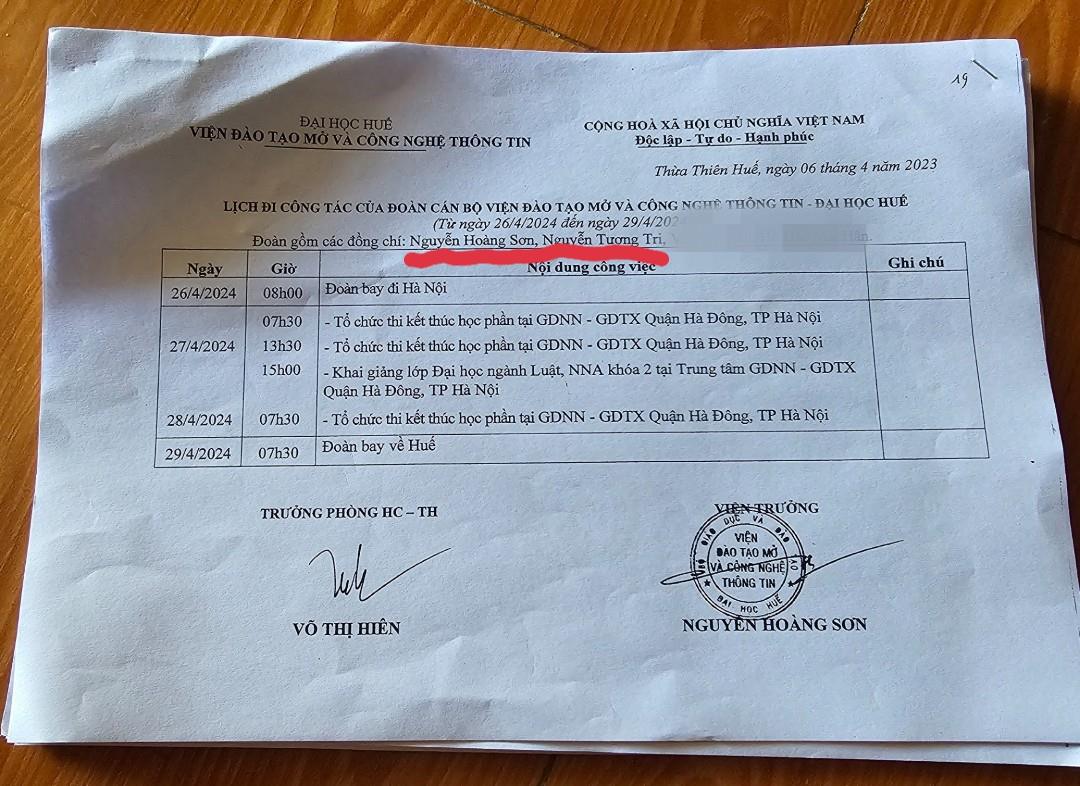 19
ĐẠI HỌC HUẾ
VIỆN ĐÀO TẠO MỞ VÀ CÔNG NGHỆ THÔNG TIN
CỘNG HOÀ XÃ HỘI CHỦ NGHĨA VIỆT NAM
Độc lập - Tự do - Hạnh phúc
Thừa Thiên Huế, ngày 06 tháng 4 năm 2023
LỊCH ĐI CÔNG TÁC CỦA ĐOÀN CÁN BỘ VIỆN ĐÀO TẠO MỞ VÀ CÔNG NGHỆ THÔNG TIN - ĐẠI HỌC HUẾ
(Từ ngày 26/4/2024 đến ngày 29/4/202
Đoàn gồm các đồng chí: Nguyễn Hoàng Sơn, Nguyễn Tương Tri,
Ngày Giờ Nội dung công việc Ghi chú
26/4/2024 08h00 Đoàn bay đi Hà Nội
07h30 - Tổ chức thi kết thúc học phần tại GDNN - GDTX Quận Hà Đông, TP Hà Nội
27/4/2024 13h30 - Tổ chức thi kết thúc học phần tại GDNN - GDTX Quận Hà Đông, TP Hà Nội
15h00 - Khai giảng lớp Đại học ngành Luật, NNA khóa 2 tại Trung tâm GDNN - GDTX
Quận Hà Đông, TP Hà Nội
28/4/2024 07h30 - Tổ chức thi kết thúc học phần tại GDNN - GDTX Quận Hà Đông, TP Hà Nội
29/4/2024 07h30 Đoàn bay về Huế
TRƯỞNG PHÒNG HC – TH
VÕ THỊ HIÊN
VIỆN TRƯỞNG
GIÁO DỤC VÀ ĐÀO
VIỆN
ĐÀO TẠO MỞ
VÀ CÔNG NGHỆ
THÔNG TIN
ĐẠI HỌC HUẾ
NGUYỄN HOÀNG SƠN